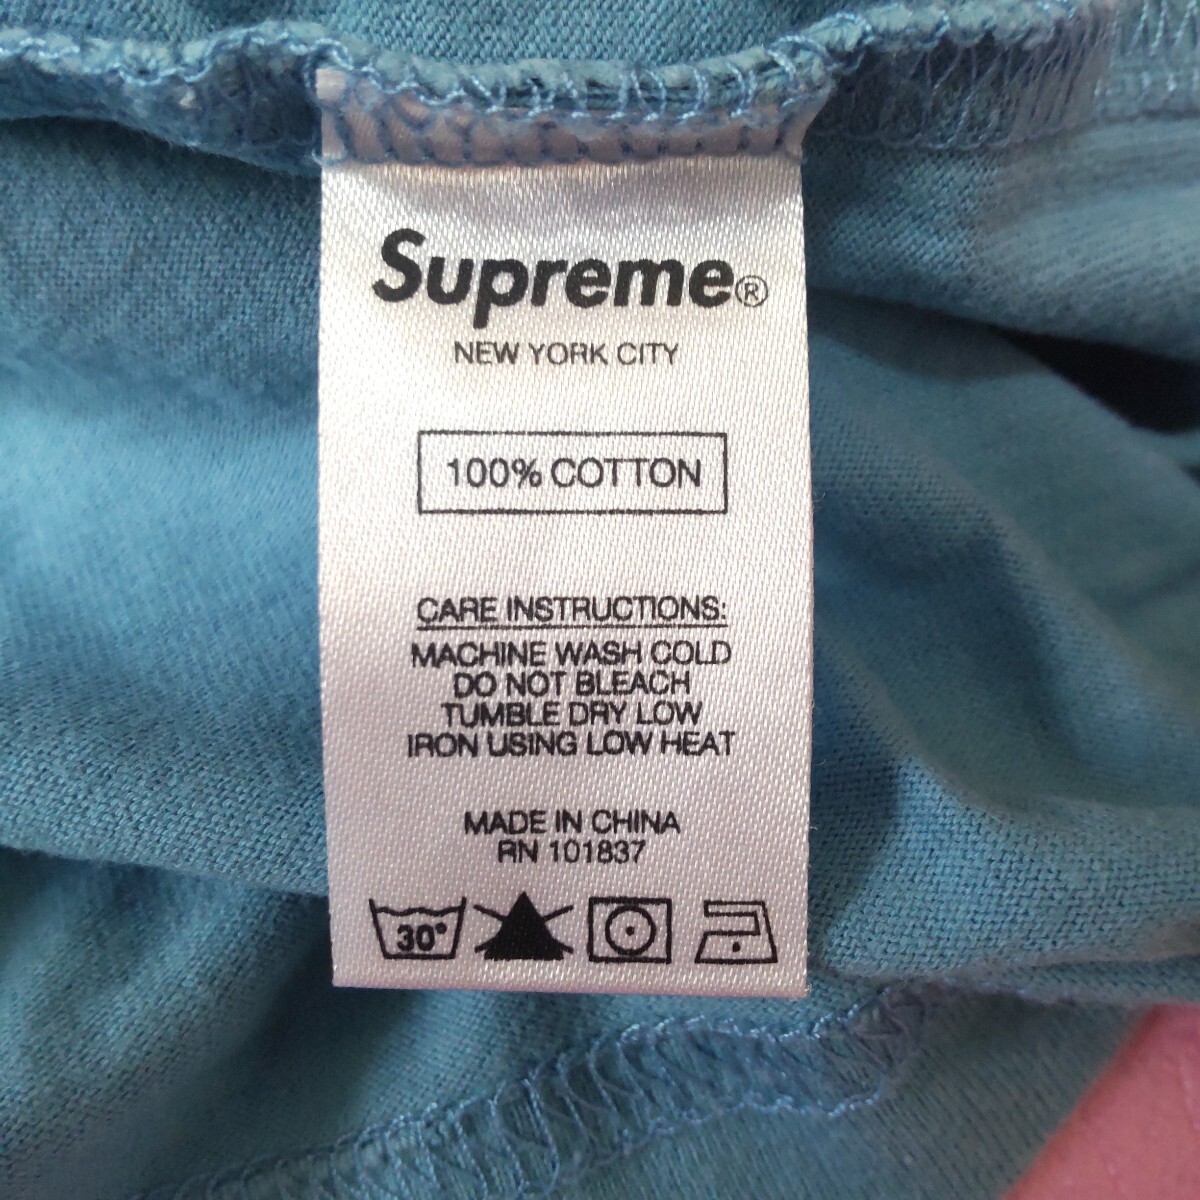 Supreme®
NEW YORK CITY
100% COTTON
CARE INSTRUCTIONS:
MACHINE WASH COLD
DO NOT BLEACH
TUMBLE DRY LOW
IRON USING LOW HEAT
MADE IN CHINA
RN 101837
30°